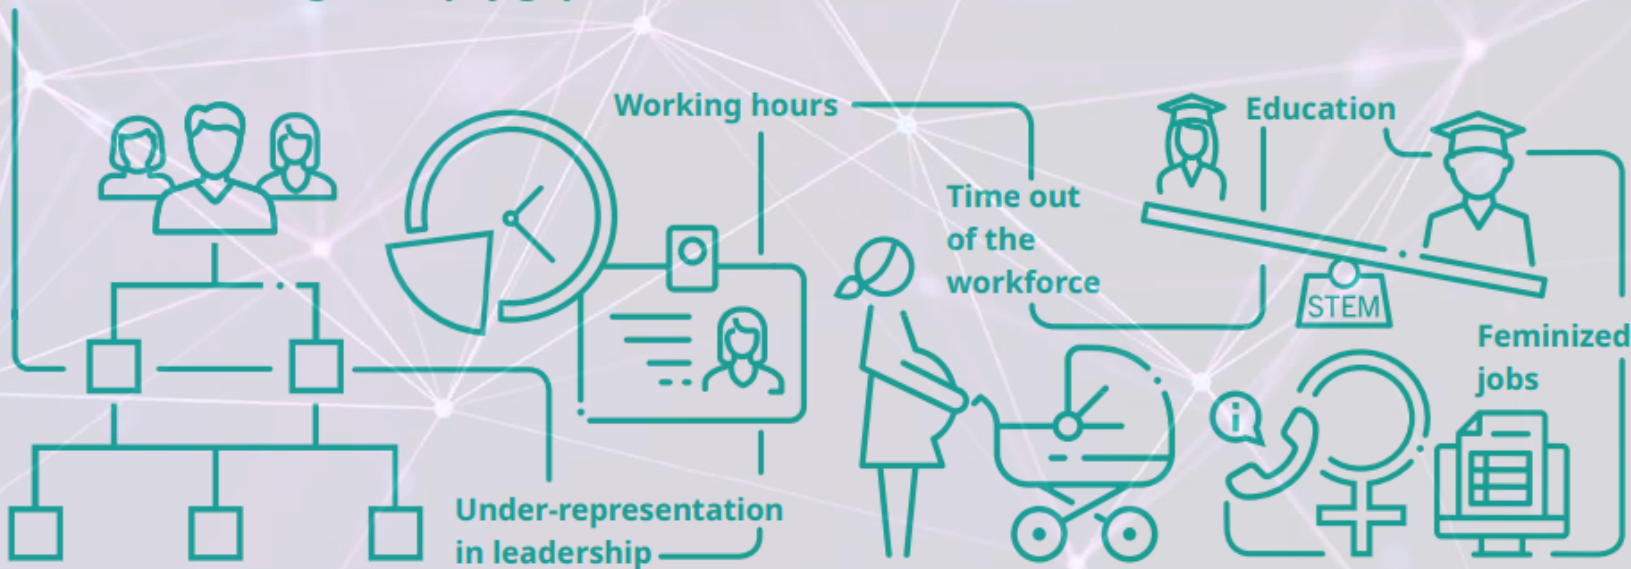 Working hours
Education
Time out
of the
workforce
STEM
Feminized
jobs
i
Under-representation
in leadership